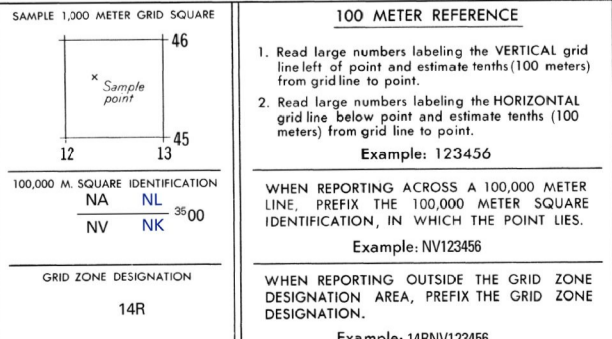 SAMPLE 1,000 METER GRID SQUARE
46
Sample
point
45
12 13
100,000 M. SQUARE IDENTIFICATION
NA NL
3500
NV NK
GRID ZONE DESIGNATION
14R
100 METER REFERENCE
1. Read large numbers labeling the VERTICAL grid
line left of point and estimate tenths (100 meters)
from grid line to point.
2. Read large numbers labeling the HORIZONTAL
grid line below point and estimate tenths (100
meters) from grid line to point.
Example: 123456
WHEN REPORTING ACROSS A 100,000 METER
LINE, PREFIX THE 100,000 METER SQUARE
IDENTIFICATION, IN WHICH THE POINT LIES.
Example: NV123456
WHEN REPORTING OUTSIDE THE GRID ZONE
DESIGNATION AREA, PREFIX THE GRID ZONE
DESIGNATION.
Example: 14RNV123456